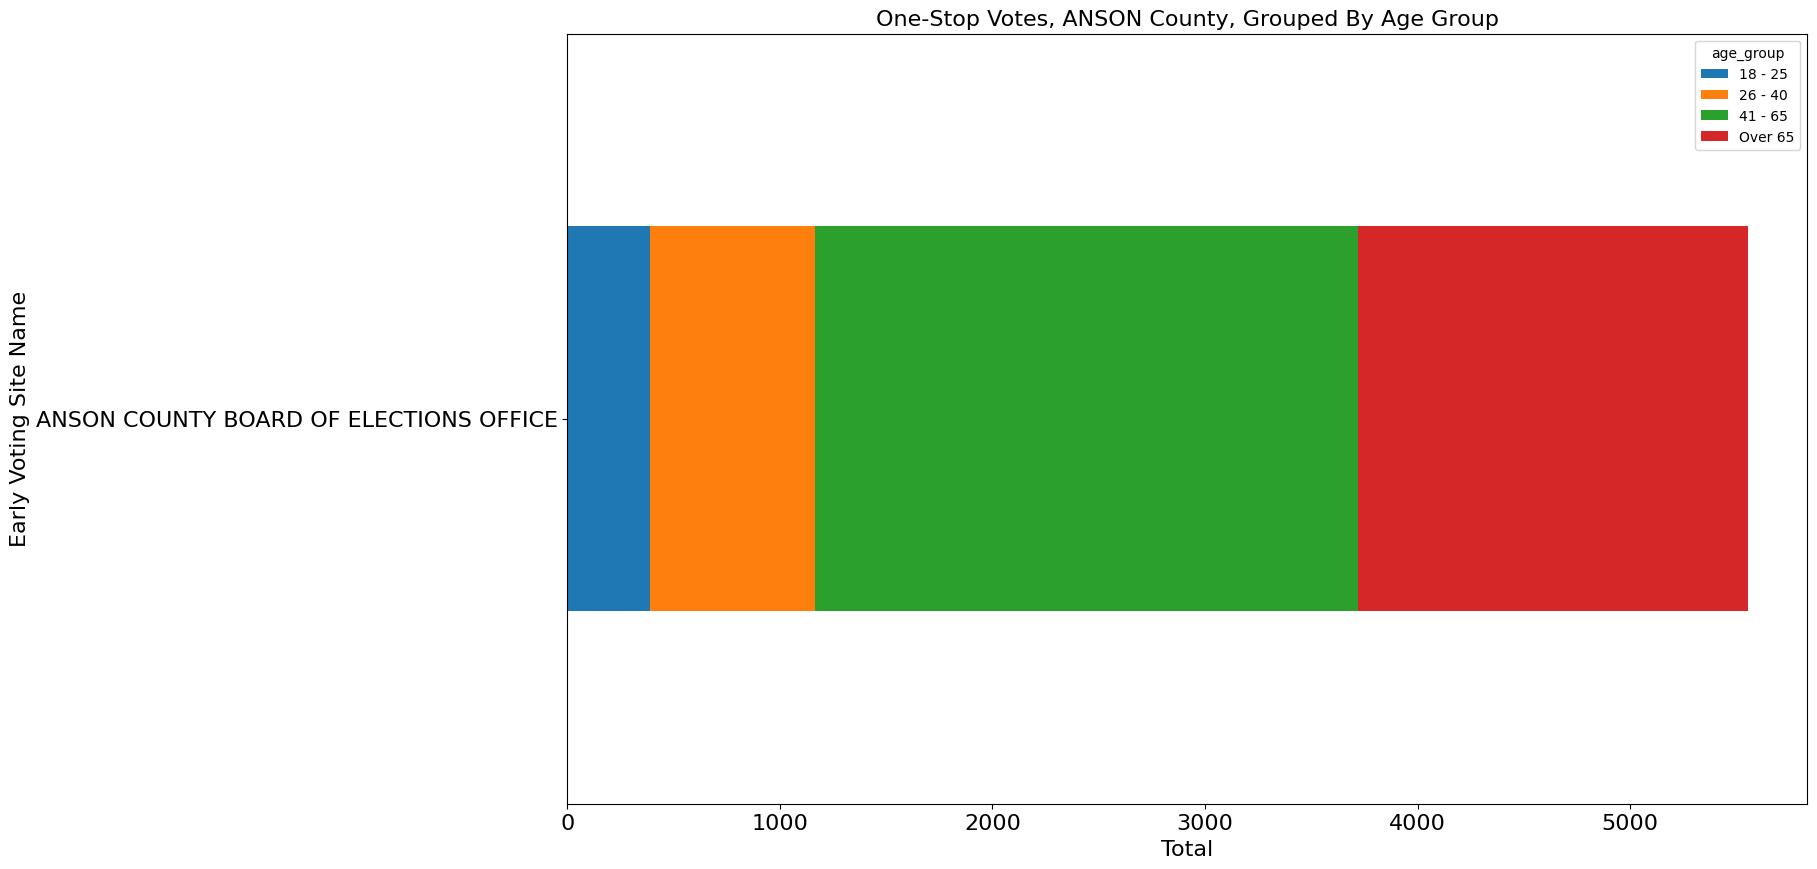 One-Stop Votes, ANSON County, Grouped By Age Group
age_group
18 - 25
26 - 40
41 - 65
Over 65
Early Voting Site Name
ANSON COUNTY BOARD OF ELECTIONS OFFICE
0 1000 2000 3000 4000 5000
Total